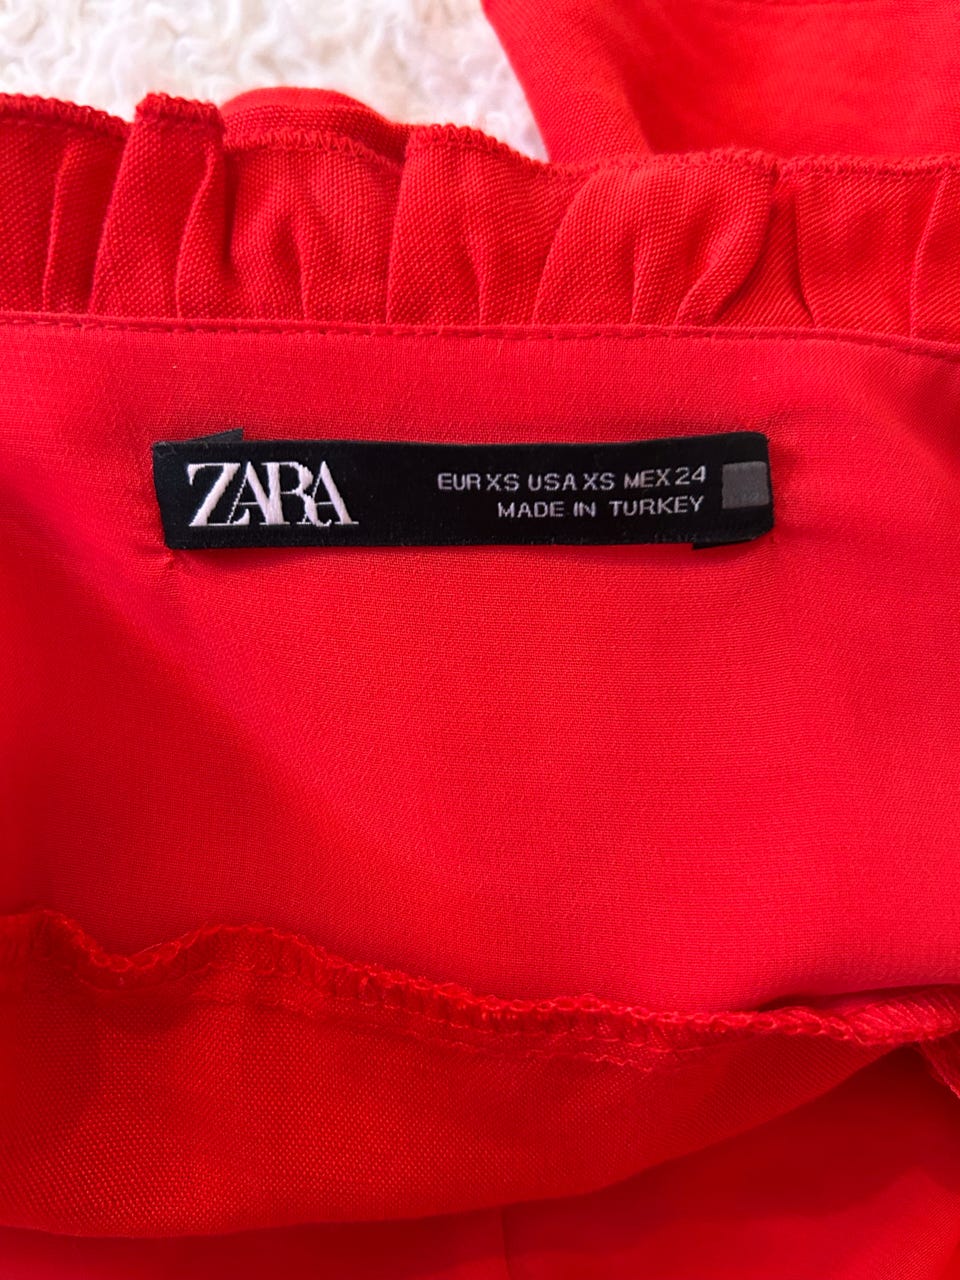 ZARA
EUR XS USA XS MEX 24
MADE IN TURKEY